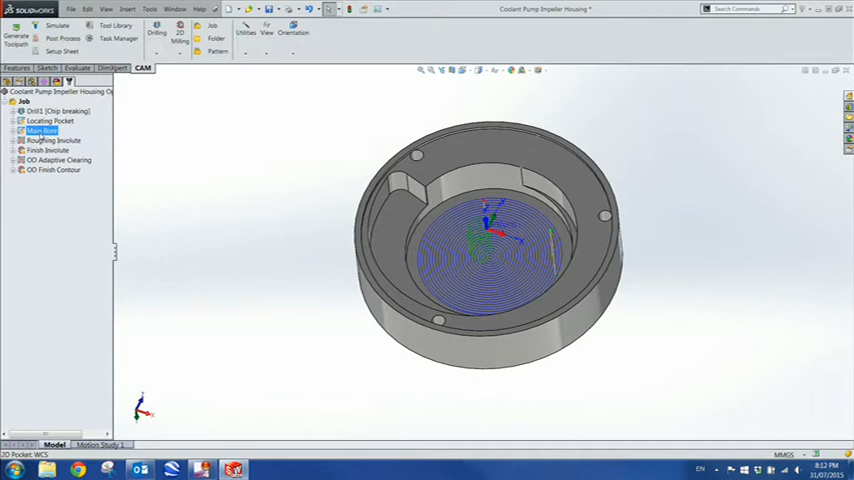 SOLIDWORKS
File Edit View Insert Tools Window Help
Coolant Pump Impeller Housing *
Search Commands
Generate Toolpath
Simulate
Post Process
Setup Sheet
Tool Library
Task Manager
Drilling
2D Milling
Job
Folder
Pattern
Utilities
View
Orientation
Features Sketch Evaluate DimXpert CAM
Coolant Pump Impeller Housing Op
Job
Drill1 [Chip breaking]
Locating Pocket
Main Bore
Roughing Involute
Finish Involute
OD Adaptive Clearing
OD Finish Contour
X
Model Motion Study 1
2D Pocket: WCS
MMGS
EN
8:12 PM
31/07/2015